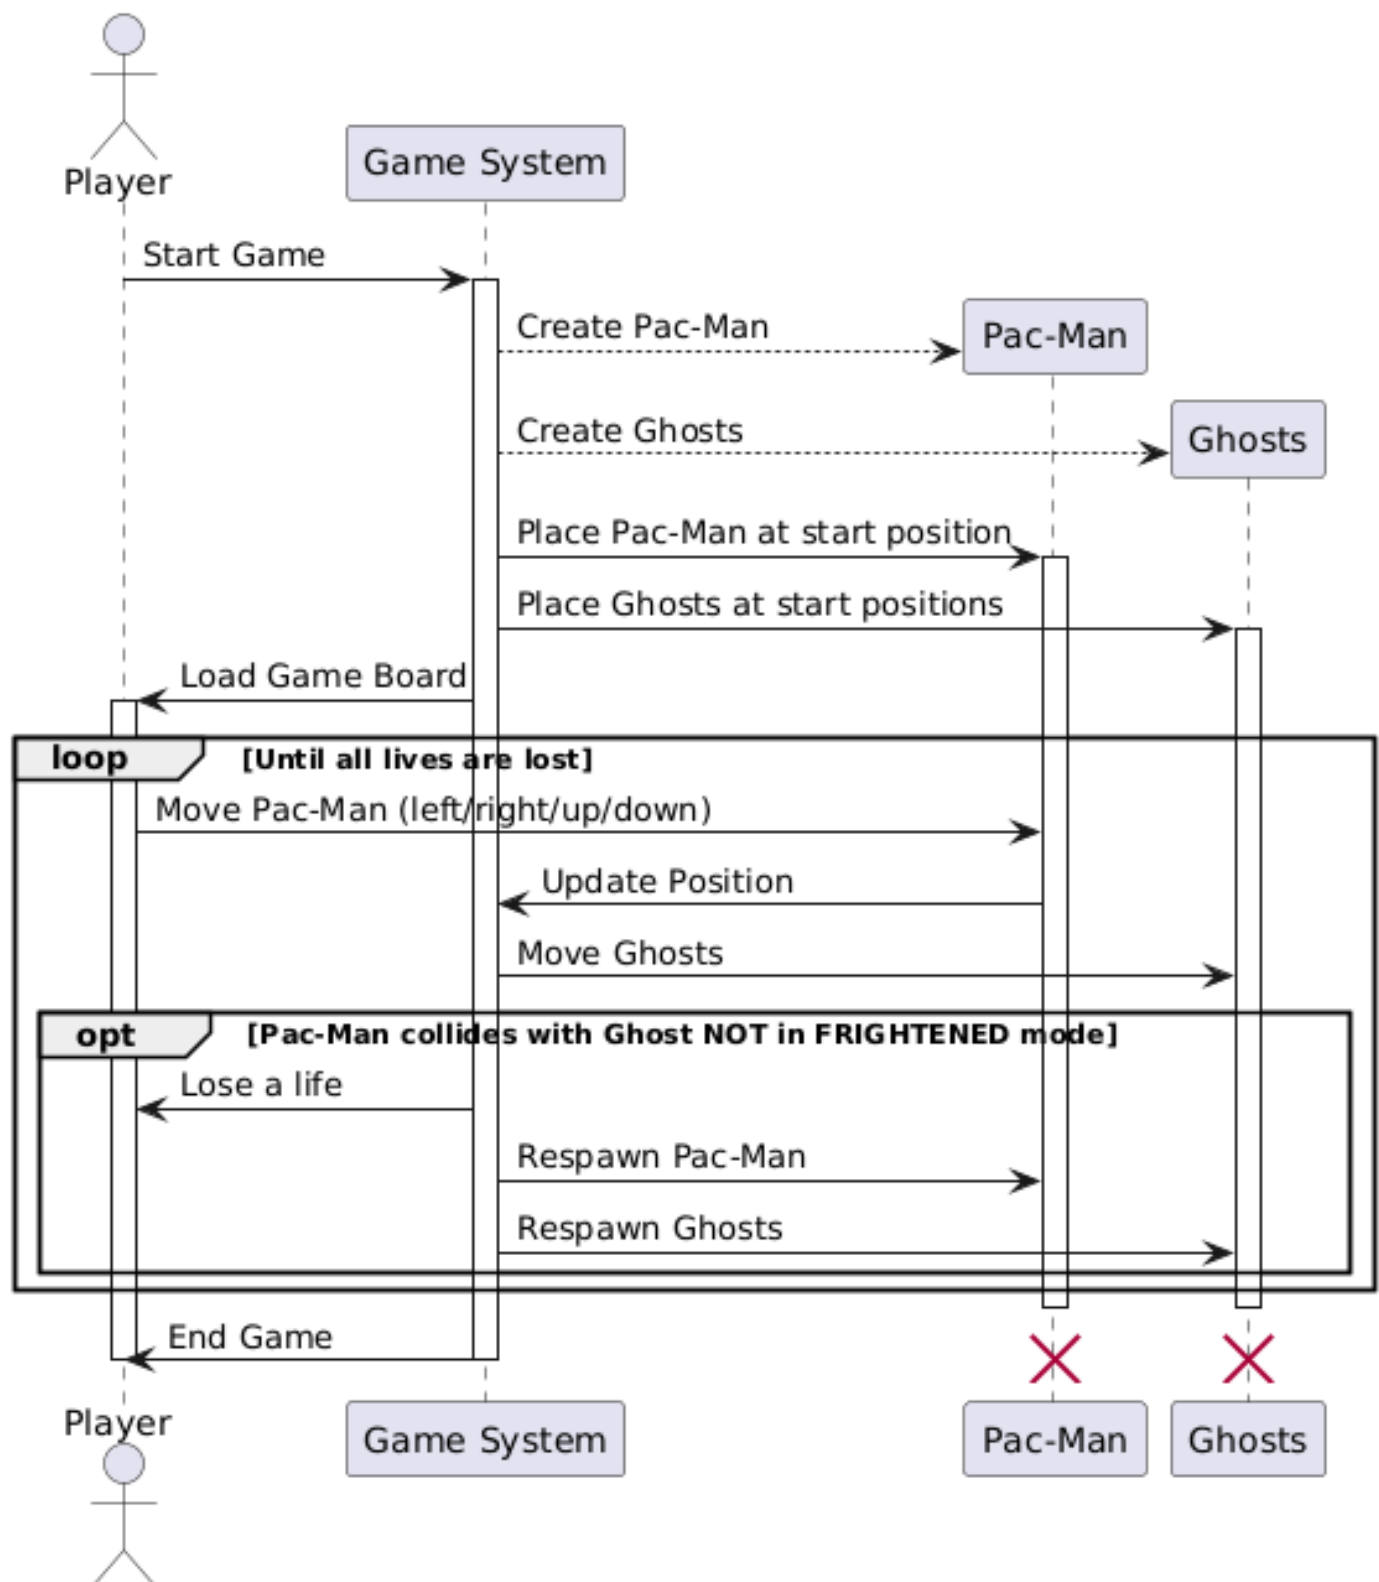 Player
Game System
Start Game
Create Pac-Man
Pac-Man
Create Ghosts
Ghosts
Place Pac-Man at start position
Place Ghosts at start positions
Load Game Board
loop [Until all lives are lost]
Move Pac-Man (left/right/up/down)
Update Position
Move Ghosts
opt [Pac-Man collides with Ghost NOT in FRIGHTENED mode]
Lose a life
Respawn Pac-Man
Respawn Ghosts
End Game
Player
Game System
Pac-Man
Ghosts